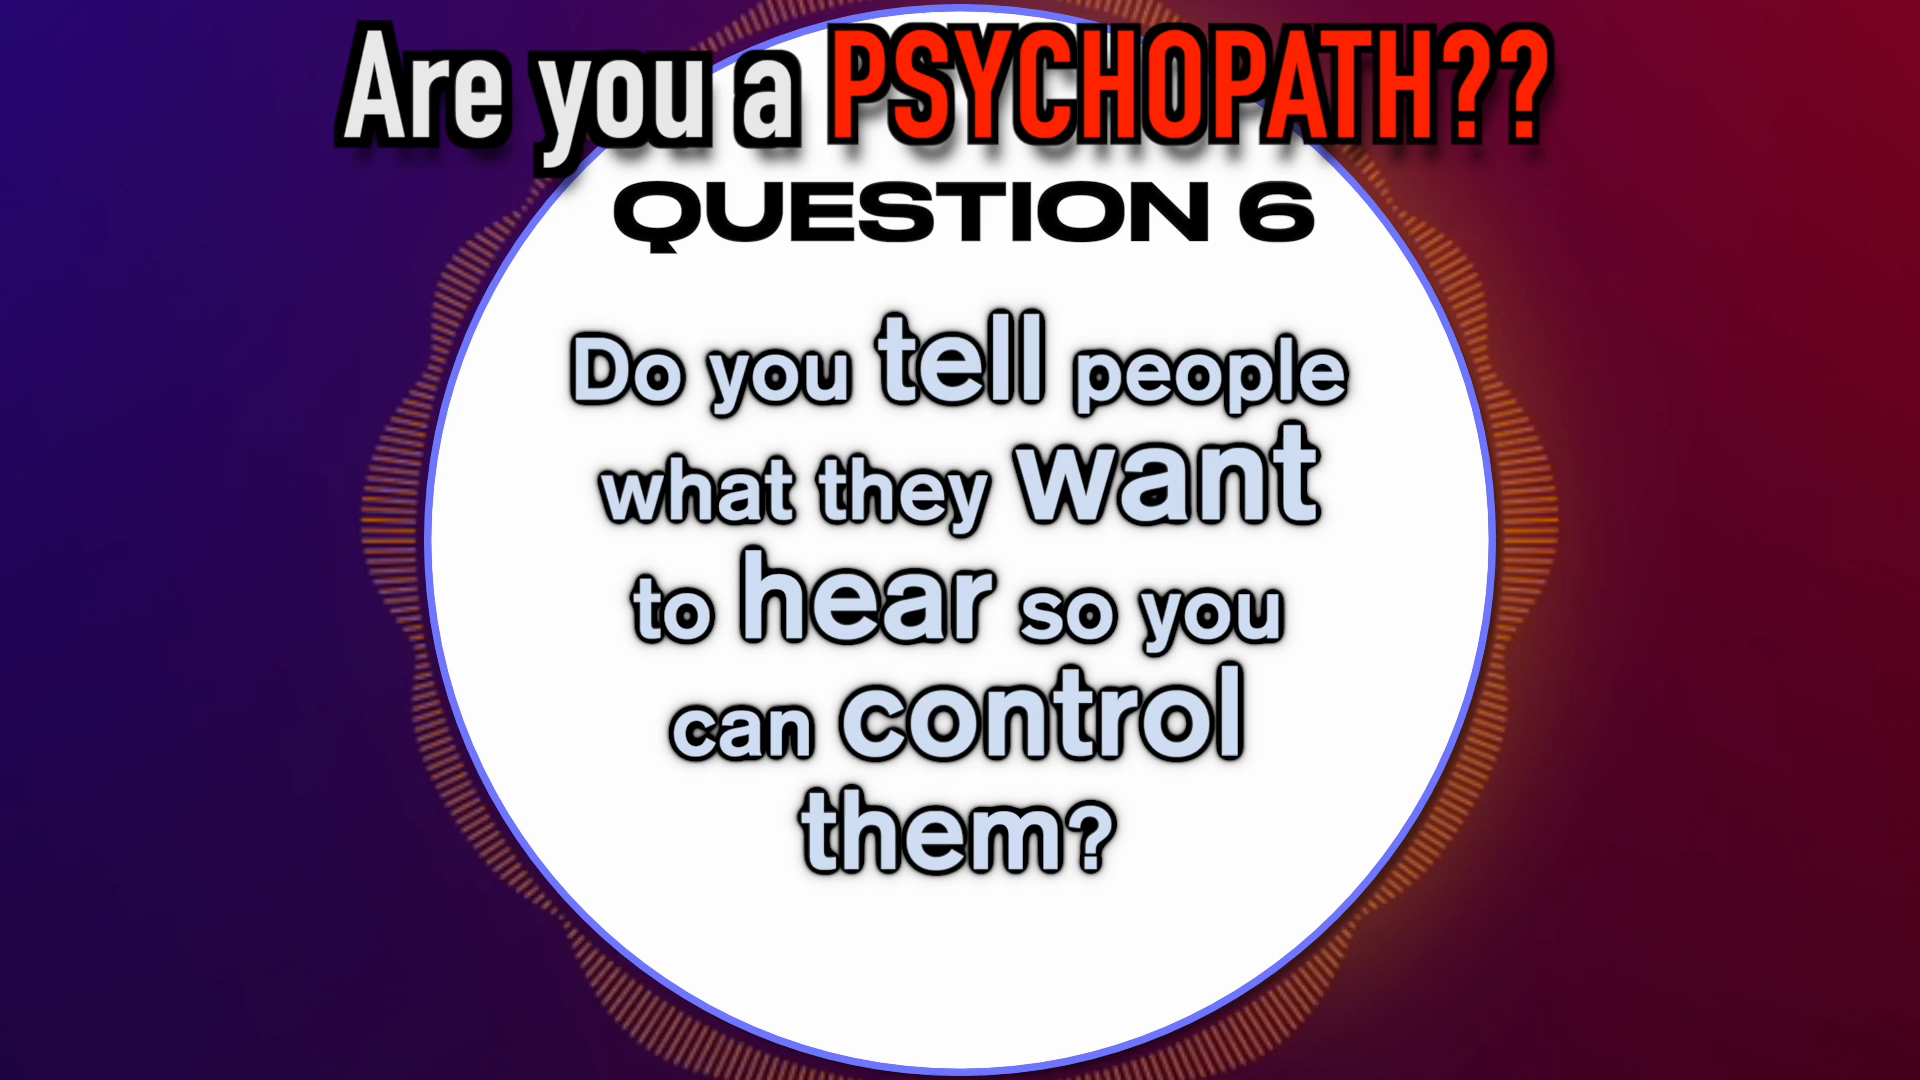 Are you a PSYCHOPATH??
QUESTION 6
Do you tell people
what they want
to hear so you
can control
them?